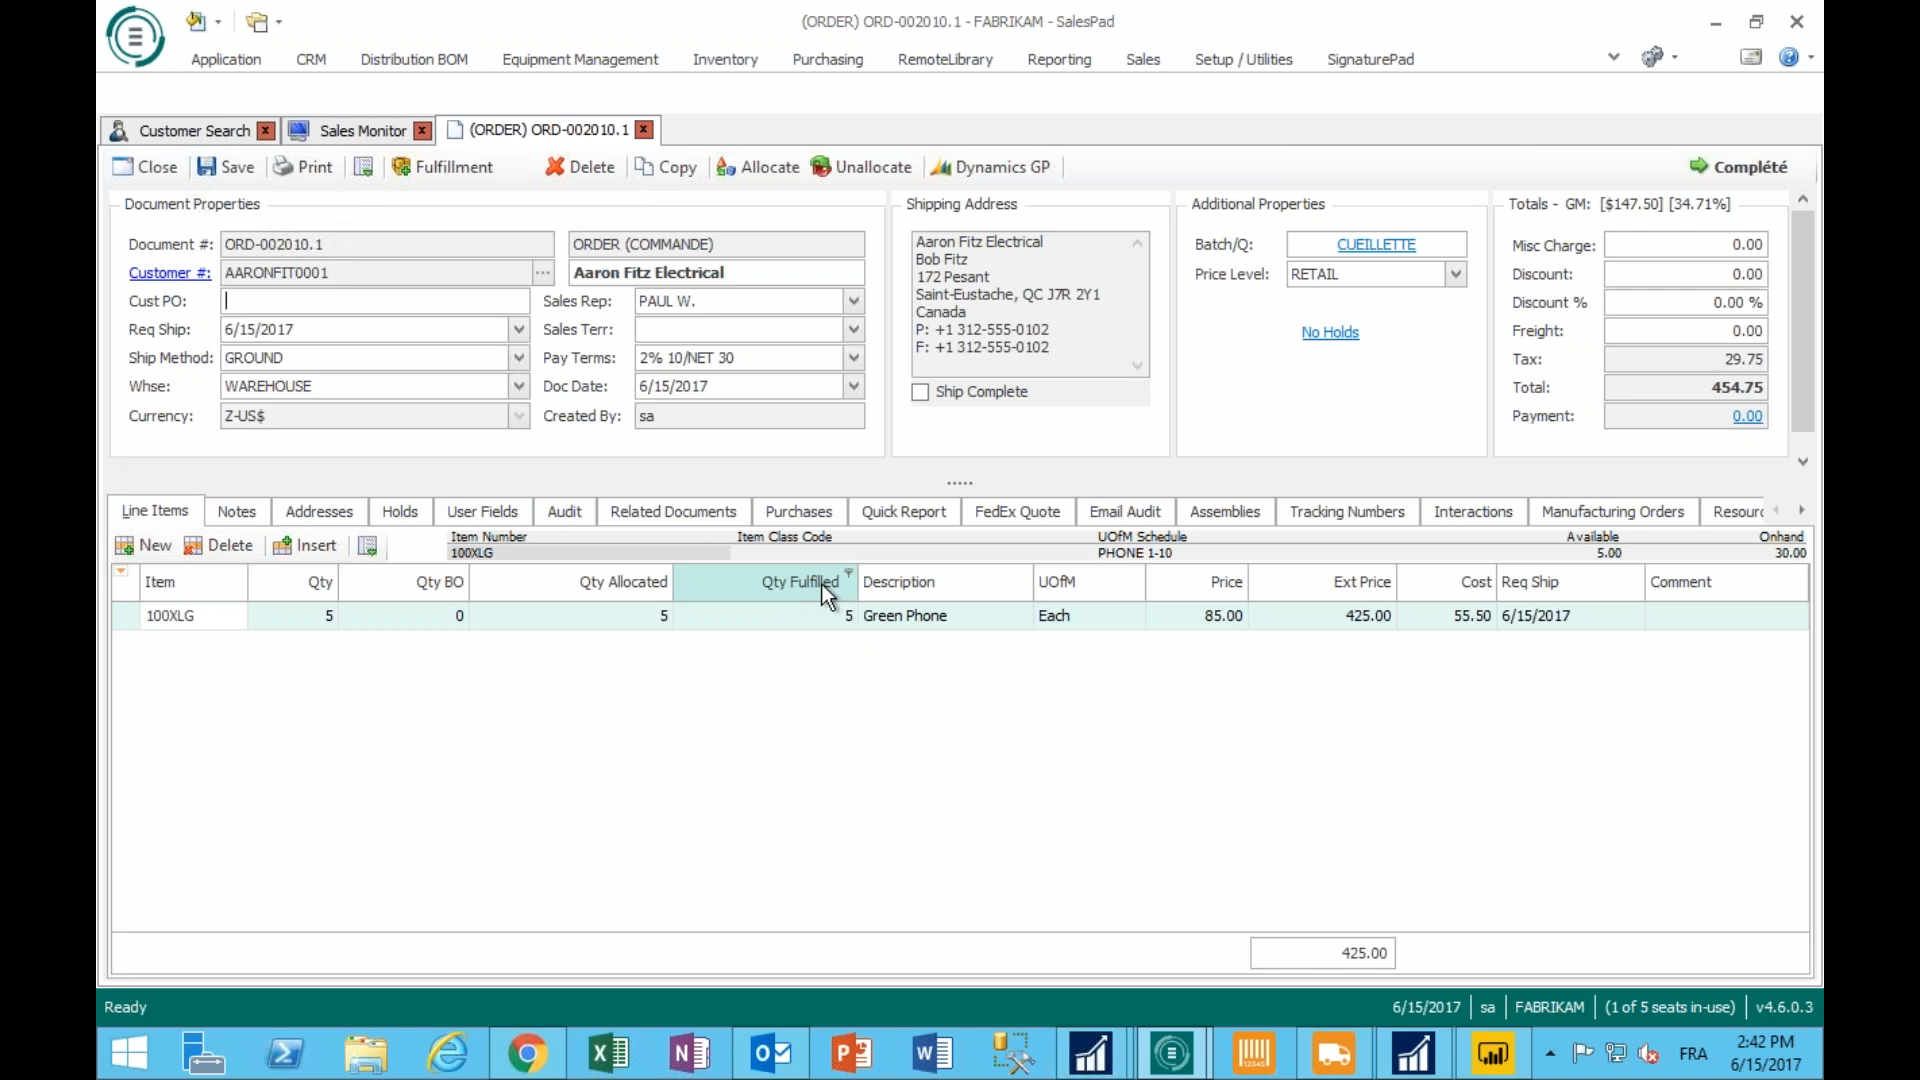 (ORDER) ORD-002010.1 - FABRIKAM - SalesPad
Application CRM Distribution BOM Equipment Management Inventory Purchasing RemoteLibrary Reporting Sales Setup / Utilities SignaturePad
Customer Search Sales Monitor (ORDER) ORD-002010.1
Close Save Print Fulfillment Delete Copy Allocate Unallocate Dynamics GP Complété
Document Properties
Document #: ORD-002010.1 ORDER (COMMANDE)
Customer #: AARONFIT0001 ... Aaron Fitz Electrical
Cust PO: Sales Rep: PAUL W.
Req Ship: 6/15/2017 Sales Terr:
Ship Method: GROUND Pay Terms: 2% 10/NET 30
Whse: WAREHOUSE Doc Date: 6/15/2017
Currency: Z-US$ Created By: sa
Shipping Address
Aaron Fitz Electrical
Bob Fitz
172 Pesant
Saint-Eustache, QC J7R 2Y1
Canada
P: +1 312-555-0102
F: +1 312-555-0102
Ship Complete
Additional Properties
Batch/Q: CUEILLETTE
Price Level: RETAIL
No Holds
Totals - GM: [$147.50] [34.71%]
Misc Charge: 0.00
Discount: 0.00
Discount % 0.00 %
Freight: 0.00
Tax: 29.75
Total: 454.75
Payment: 0.00
Line Items Notes Addresses Holds User Fields Audit Related Documents Purchases Quick Report FedEx Quote Email Audit Assemblies Tracking Numbers Interactions Manufacturing Orders Resourc
New Delete Insert
Item Number Item Class Code UOfM Schedule Available Onhand
100XLG PHONE 1-10 5.00 30.00
Item Qty Qty BO Qty Allocated Qty Fulfilled Description UOfM Price Ext Price Cost Req Ship Comment
100XLG 5 0 5 5 Green Phone Each 85.00 425.00 55.50 6/15/2017
425.00
Ready 6/15/2017 sa FABRIKAM (1 of 5 seats in-use) v4.6.0.3
FRA 2:42 PM
6/15/2017